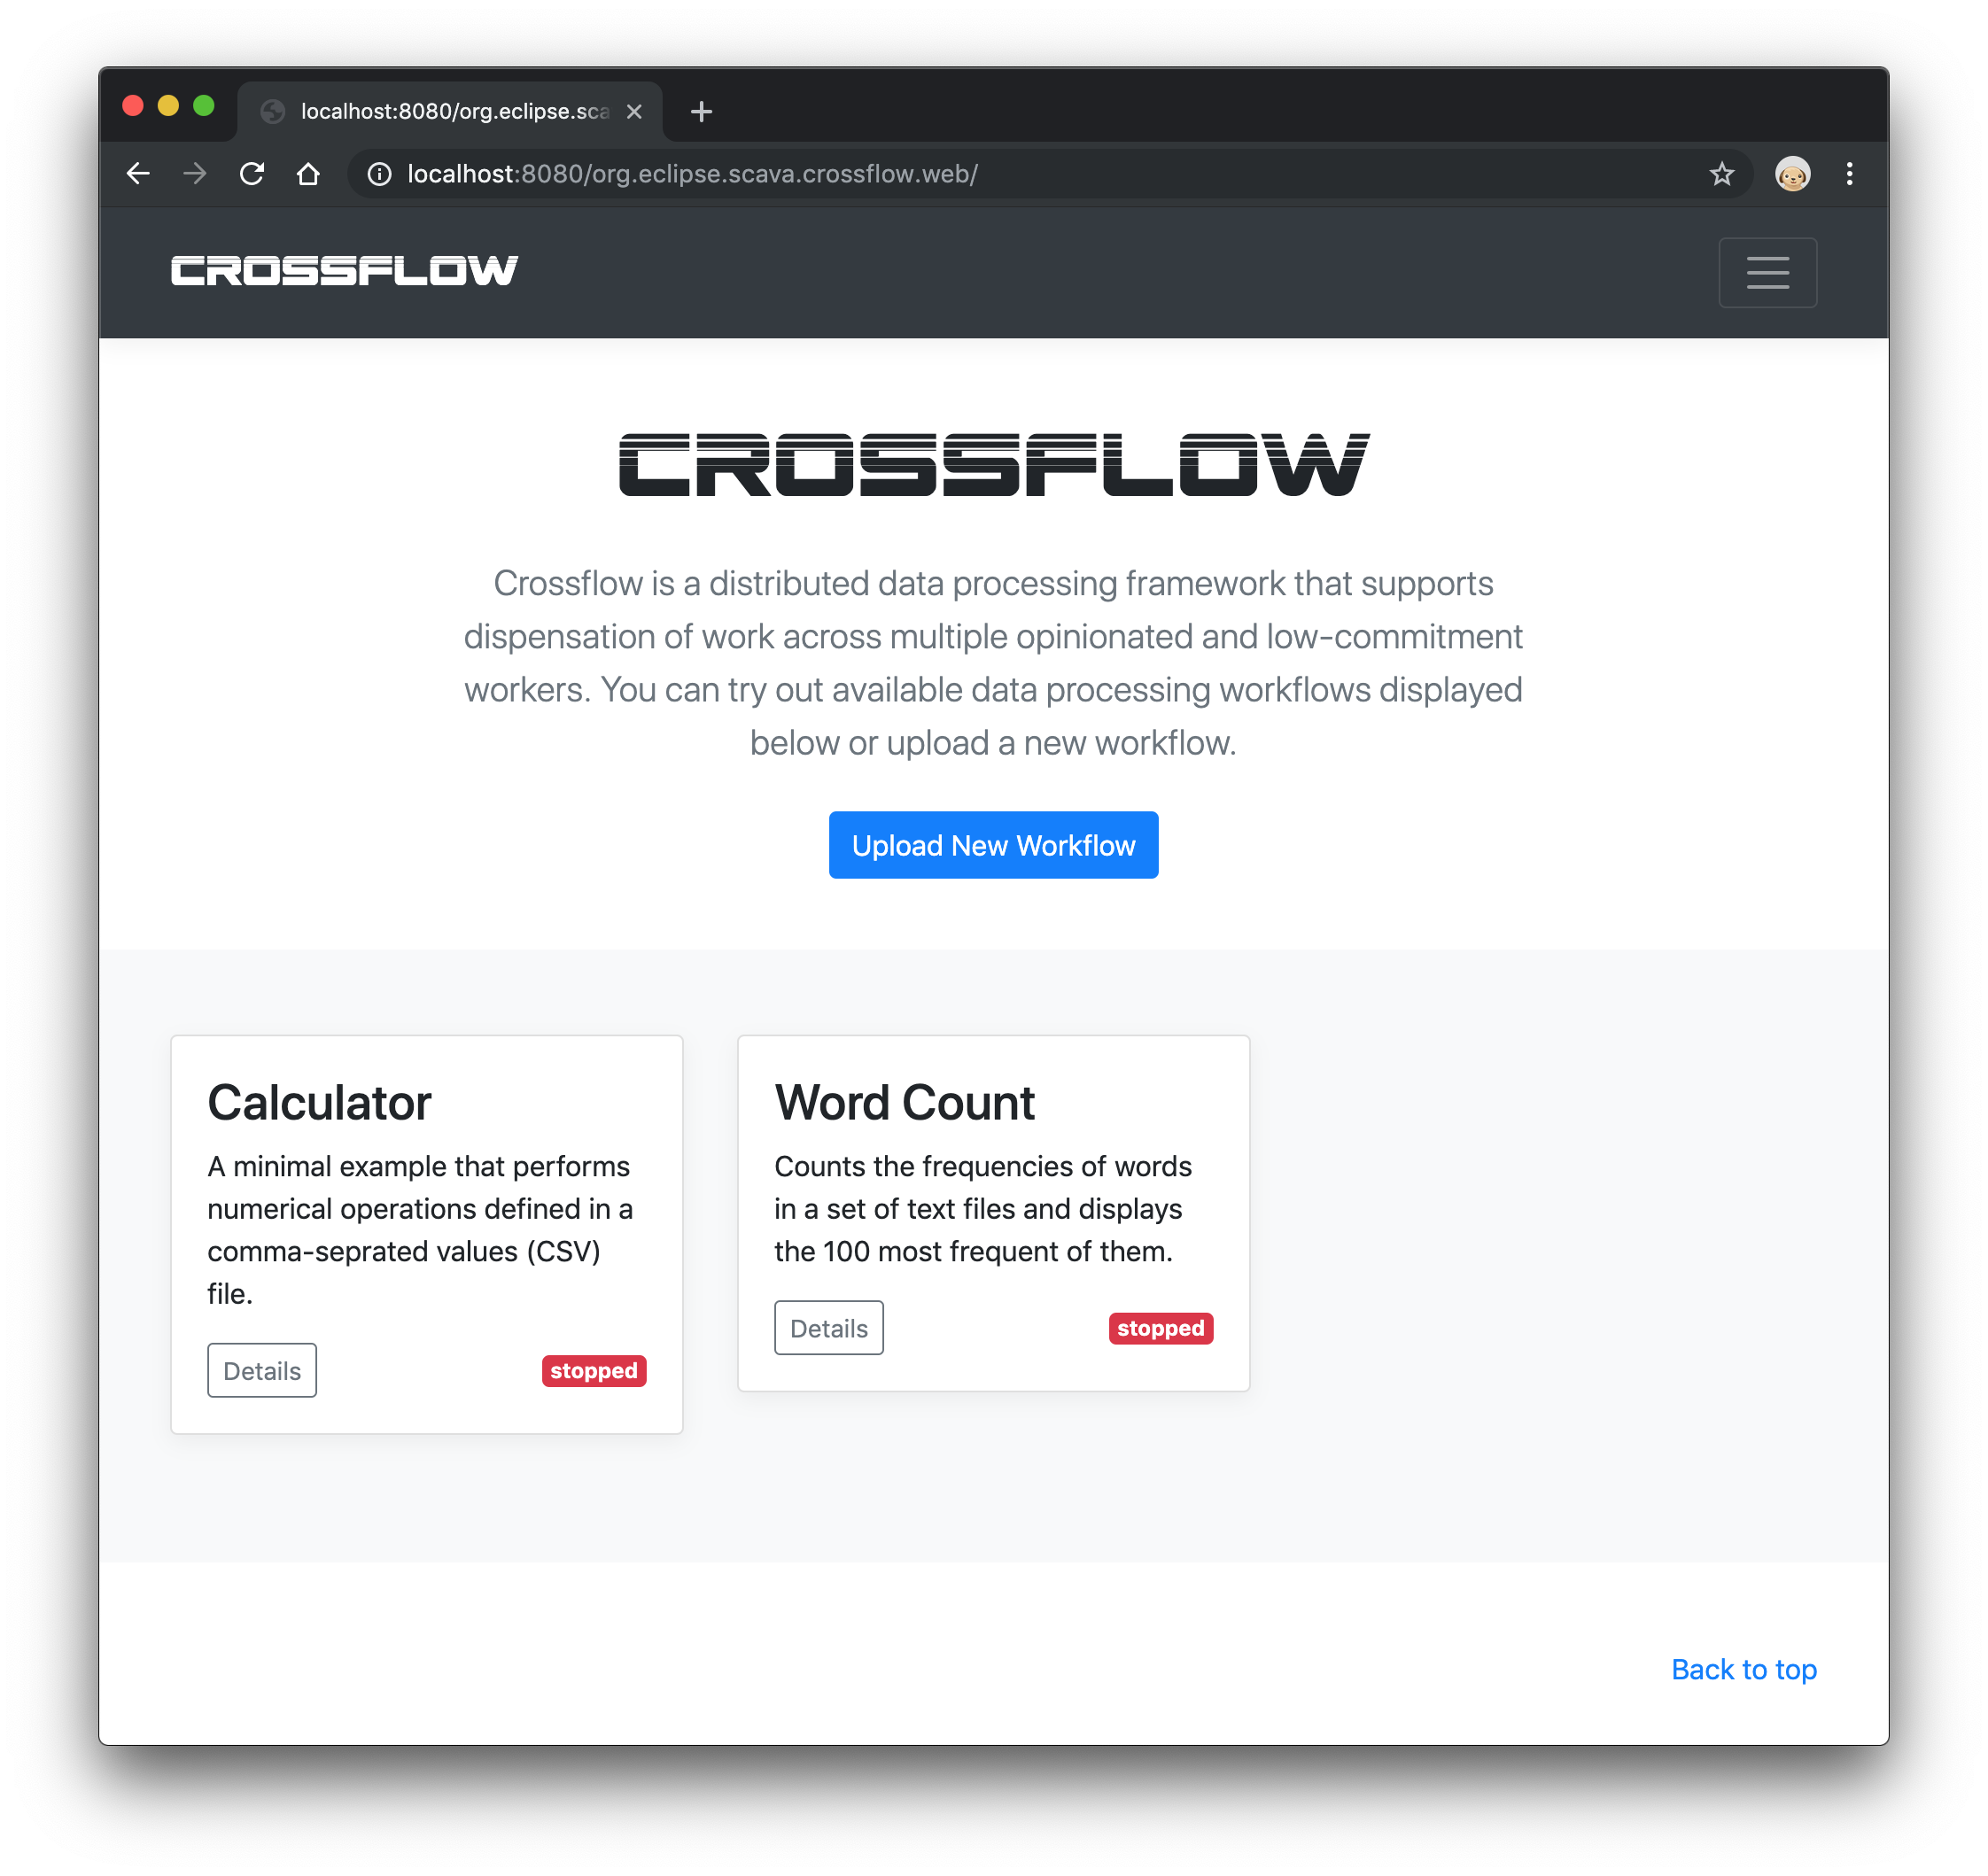 localhost:8080/org.eclipse.sca
localhost:8080/org.eclipse.scava.crossflow.web/
CROSSFLOW
CROSSFLOW
Crossflow is a distributed data processing framework that supports
dispensation of work across multiple opinionated and low-commitment
workers. You can try out available data processing workflows displayed
below or upload a new workflow.
Upload New Workflow
Calculator
A minimal example that performs
numerical operations defined in a
comma-seprated values (CSV)
file.
Details
stopped
Word Count
Counts the frequencies of words
in a set of text files and displays
the 100 most frequent of them.
Details
stopped
Back to top